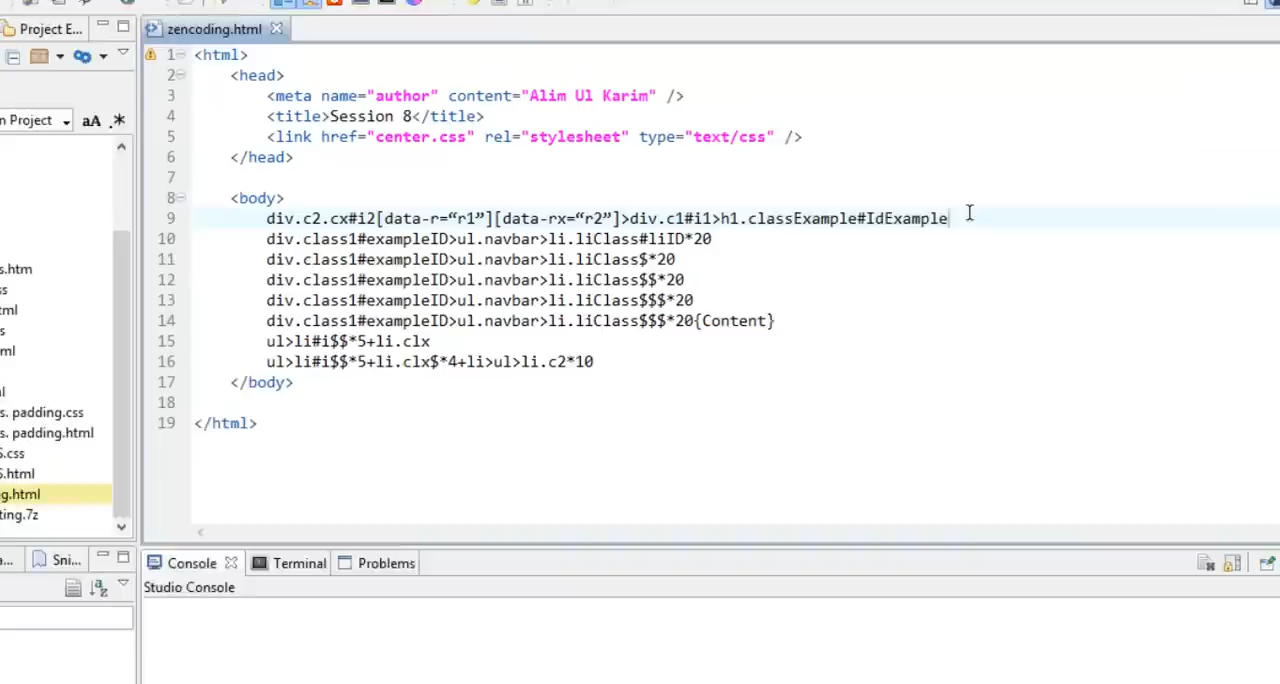 Project E...
zencoding.html
n Project
aA .*
s.htm
ss
tml
s
ml
l
s. padding.css
s. padding.html
S.css
S.html
g.html
ting.7z
1 <html>
2 <head>
3 <meta name="author" content="Alim Ul Karim" />
4 <title>Session 8</title>
5 <link href="center.css" rel="stylesheet" type="text/css" />
6 </head>
7
8 <body>
9 div.c2.cx#i2[data-r=“r1”][data-rx=“r2”]>div.c1#i1>h1.classExample#IdExample
10 div.class1#exampleID>ul.navbar>li.liClass#liID*20
11 div.class1#exampleID>ul.navbar>li.liClass$*20
12 div.class1#exampleID>ul.navbar>li.liClass$$*20
13 div.class1#exampleID>ul.navbar>li.liClass$$$*20
14 div.class1#exampleID>ul.navbar>li.liClass$$$*20{Content}
15 ul>li#i$$*5+li.clx
16 ul>li#i$$*5+li.clx$*4+li>ul>li.c2*10
17 </body>
18
19 </html>
a...
Sni...
Console
Terminal
Problems
Studio Console